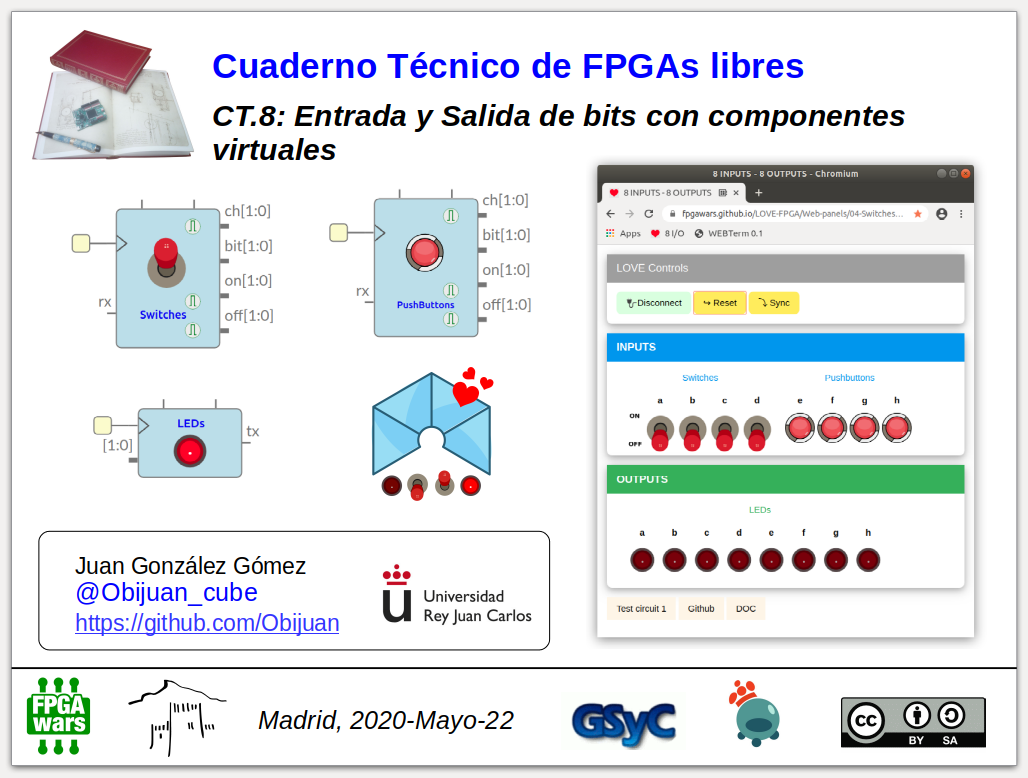 Cuaderno Técnico de FPGAs libres
CT.8: Entrada y Salida de bits con componentes
virtuales
ch[1:0]
bit[1:0]
on[1:0]
off[1:0]
rx
Switches
ch[1:0]
bit[1:0]
on[1:0]
off[1:0]
rx
PushButtons
LEDs
[1:0]
tx
8 INPUTS - 8 OUTPUTS - Chromium
8 INPUTS - 8 OUTPUTS
fpgawars.github.io/LOVE-FPGA/Web-panels/04-Switches...
Apps 8 I/O WEBTerm 0.1
LOVE Controls
Disconnect Reset Sync
INPUTS
Switches Pushbuttons
a b c d e f g h
ON
OFF
OUTPUTS
LEDs
a b c d e f g h
Test circuit 1 Github DOC
Juan González Gómez
@Obijuan_cube
https://github.com/Obijuan
u Universidad
Rey Juan Carlos
FPGA
wars
Madrid, 2020-Mayo-22
GSyC
cc
BY SA